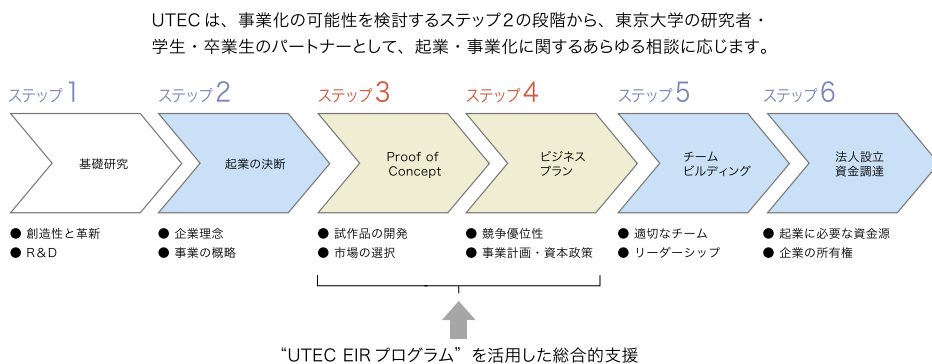 UTECは、事業化の可能性を検討するステップ2の段階から、東京大学の研究者・
学生・卒業生のパートナーとして、起業・事業化に関するあらゆる相談に応じます。
ステップ1
ステップ2
ステップ3
ステップ4
ステップ5
ステップ6
基礎研究
起業の決断
Proof of
Concept
ビジネス
プラン
チーム
ビルディング
法人設立
資金調達
● 創造性と革新
● R&D
● 企業理念
● 事業の概略
● 試作品の開発
● 市場の選択
● 競争優位性
● 事業計画・資本政策
● 適切なチーム
● リーダーシップ
● 起業に必要な資金源
● 企業の所有権
“UTEC EIRプログラム”を活用した総合的支援